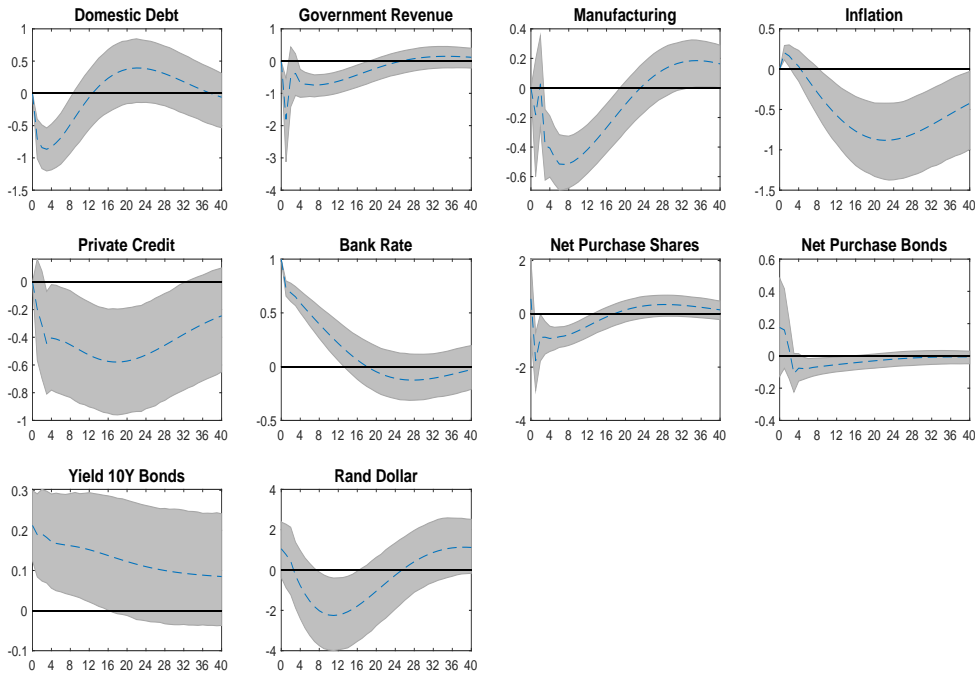 Domestic Debt
1
0.5
0
-0.5
-1
-1.5
0 4 8 12 16 20 24 28 32 36 40
Government Revenue
1
0
-1
-2
-3
-4
0 4 8 12 16 20 24 28 32 36 40
Manufacturing
0.4
0.2
0
-0.2
-0.4
-0.6
0 4 8 12 16 20 24 28 32 36 40
Inflation
0.5
0
-0.5
-1
-1.5
0 4 8 12 16 20 24 28 32 36 40
Private Credit
0
-0.2
-0.4
-0.6
-0.8
-1
0 4 8 12 16 20 24 28 32 36 40
Bank Rate
1
0.5
0
-0.5
0 4 8 12 16 20 24 28 32 36 40
Net Purchase Shares
2
0
-2
-4
0 4 8 12 16 20 24 28 32 36 40
Net Purchase Bonds
0.6
0.4
0.2
0
-0.2
-0.4
0 4 8 12 16 20 24 28 32 36 40
Yield 10Y Bonds
0.3
0.2
0.1
0
-0.1
0 4 8 12 16 20 24 28 32 36 40
Rand Dollar
4
2
0
-2
-4
0 4 8 12 16 20 24 28 32 36 40